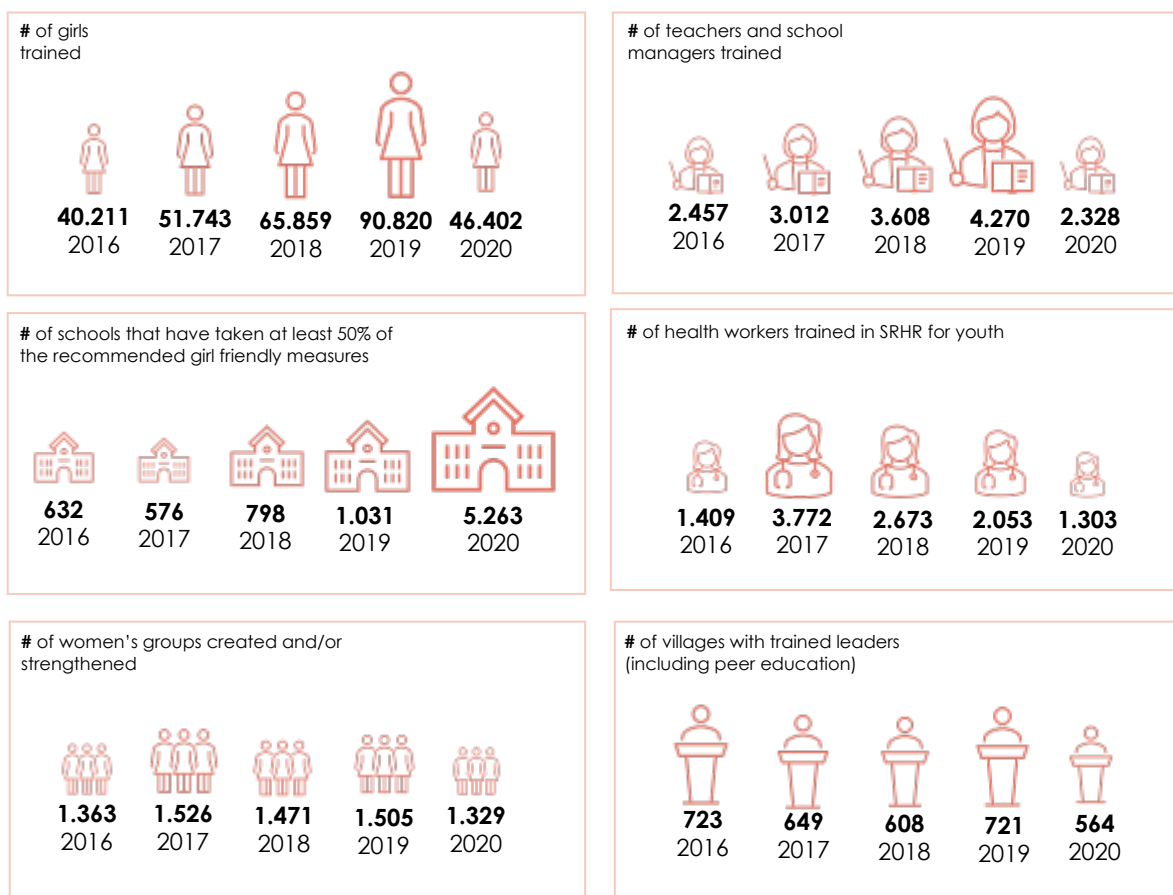 # of girls
trained
40.211 51.743 65.859 90.820 46.402
2016 2017 2018 2019 2020
# of teachers and school
managers trained
2.457 3.012 3.608 4.270 2.328
2016 2017 2018 2019 2020
# of schools that have taken at least 50% of
the recommended girl friendly measures
632 576 798 1.031 5.263
2016 2017 2018 2019 2020
# of health workers trained in SRHR for youth
1.409 3.772 2.673 2.053 1.303
2016 2017 2018 2019 2020
# of women’s groups created and/or
strengthened
1.363 1.526 1.471 1.505 1.329
2016 2017 2018 2019 2020
# of villages with trained leaders
(including peer education)
723 649 608 721 564
2016 2017 2018 2019 2020